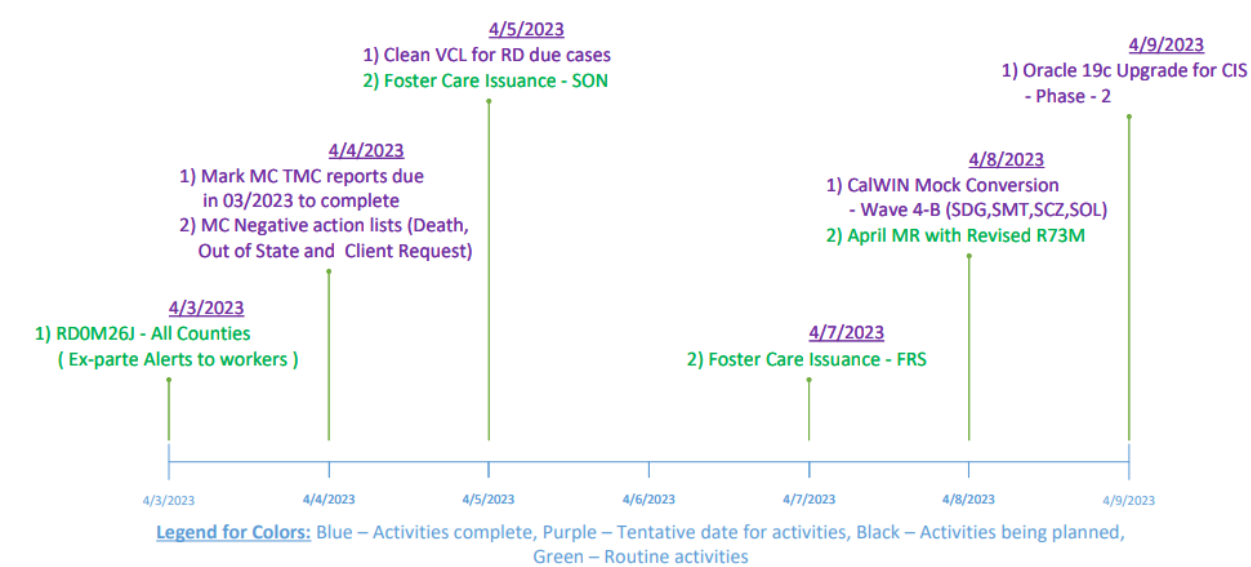 4/3/2023
1) RD0M26J - All Counties
( Ex-parte Alerts to workers )
4/4/2023
1) Mark MC TMC reports due
in 03/2023 to complete
2) MC Negative action lists (Death,
Out of State and Client Request)
4/5/2023
1) Clean VCL for RD due cases
2) Foster Care Issuance - SON
4/7/2023
2) Foster Care Issuance - FRS
4/8/2023
1) CalWIN Mock Conversion
- Wave 4-B (SDG,SMT,SCZ,SOL)
2) April MR with Revised R73M
4/9/2023
1) Oracle 19c Upgrade for CIS
- Phase - 2
4/3/2023 4/4/2023 4/5/2023 4/6/2023 4/7/2023 4/8/2023 4/9/2023
Legend for Colors: Blue – Activities complete, Purple – Tentative date for activities, Black – Activities being planned,
Green – Routine activities